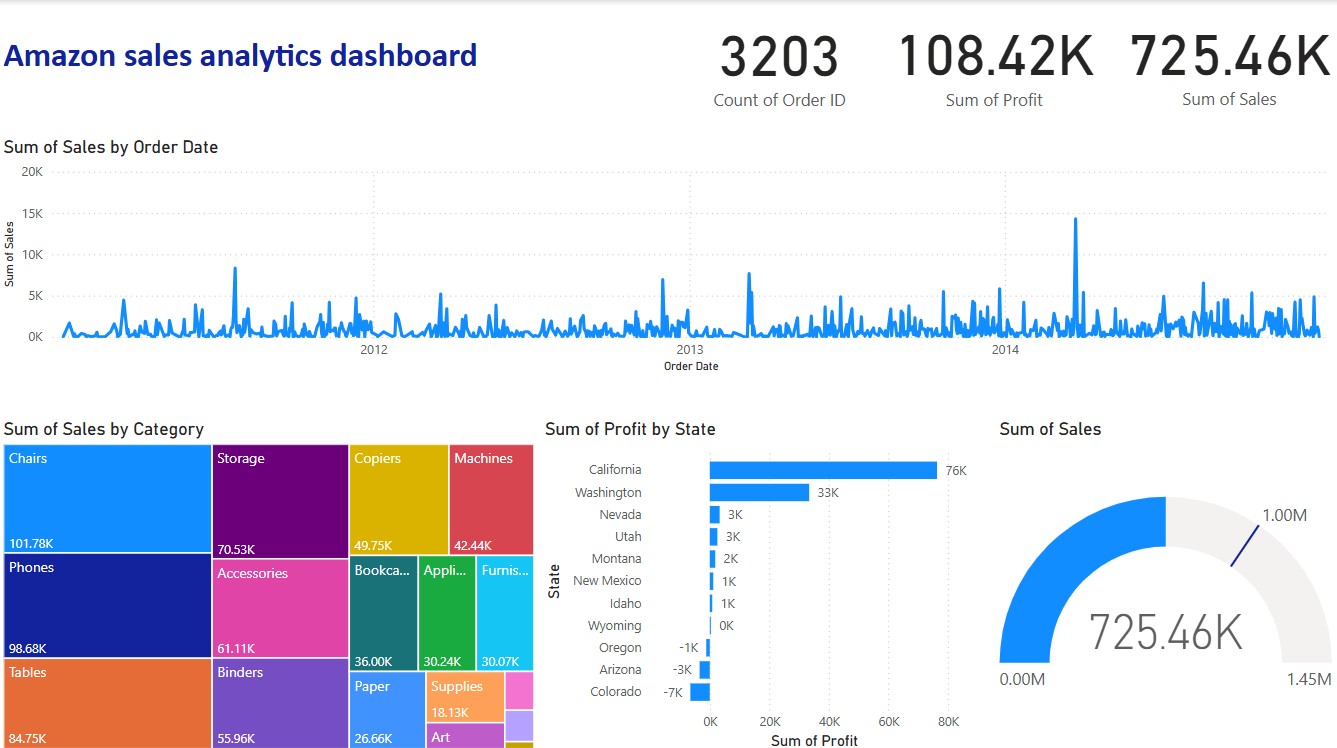 Amazon sales analytics dashboard
3203
Count of Order ID
108.42K
Sum of Profit
725.46K
Sum of Sales
Sum of Sales by Order Date
20K
15K
10K
5K
0K
Sum of Sales
2012
2013
2014
Order Date
Sum of Sales by Category
Chairs
101.78K
Phones
98.68K
Tables
84.75K
Storage
70.53K
Accessories
61.11K
Binders
55.96K
Copiers
49.75K
Machines
42.44K
Bookca...
36.00K
Appli...
30.24K
Furnis...
30.07K
Paper
26.66K
Supplies
18.13K
Art
Sum of Profit by State
State
California 76K
Washington 33K
Nevada 3K
Utah 3K
Montana 2K
New Mexico 1K
Idaho 1K
Wyoming 0K
Oregon -1K
Arizona -3K
Colorado -7K
0K 20K 40K 60K 80K
Sum of Profit
Sum of Sales
1.00M
725.46K
0.00M
1.45M